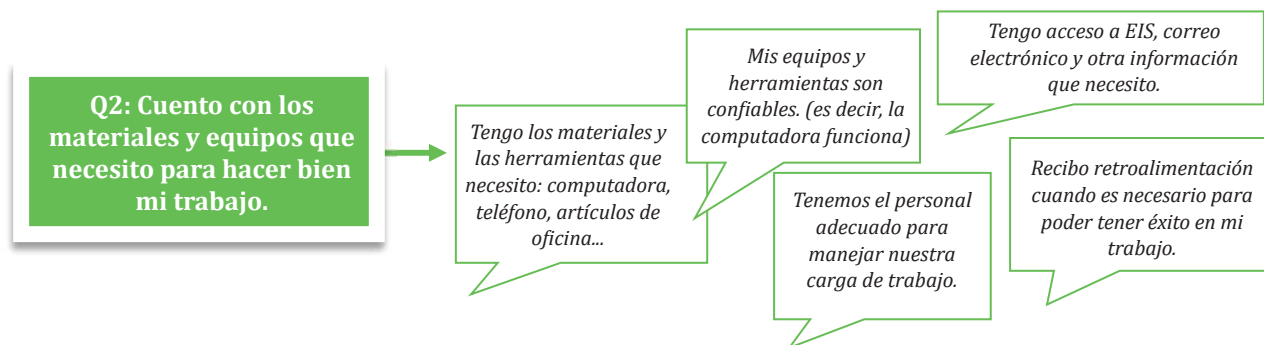 Q2: Cuento con los
materiales y equipos que
necesito para hacer bien
mi trabajo.
Tengo los materiales y
las herramientas que
necesito: computadora,
teléfono, artículos de
oficina...
Mis equipos y
herramientas son
confiables. (es decir, la
computadora funciona)
Tengo acceso a EIS, correo
electrónico y otra información
que necesito.
Tenemos el personal
adecuado para
manejar nuestra
carga de trabajo.
Recibo retroalimentación
cuando es necesario para
poder tener éxito en mi
trabajo.